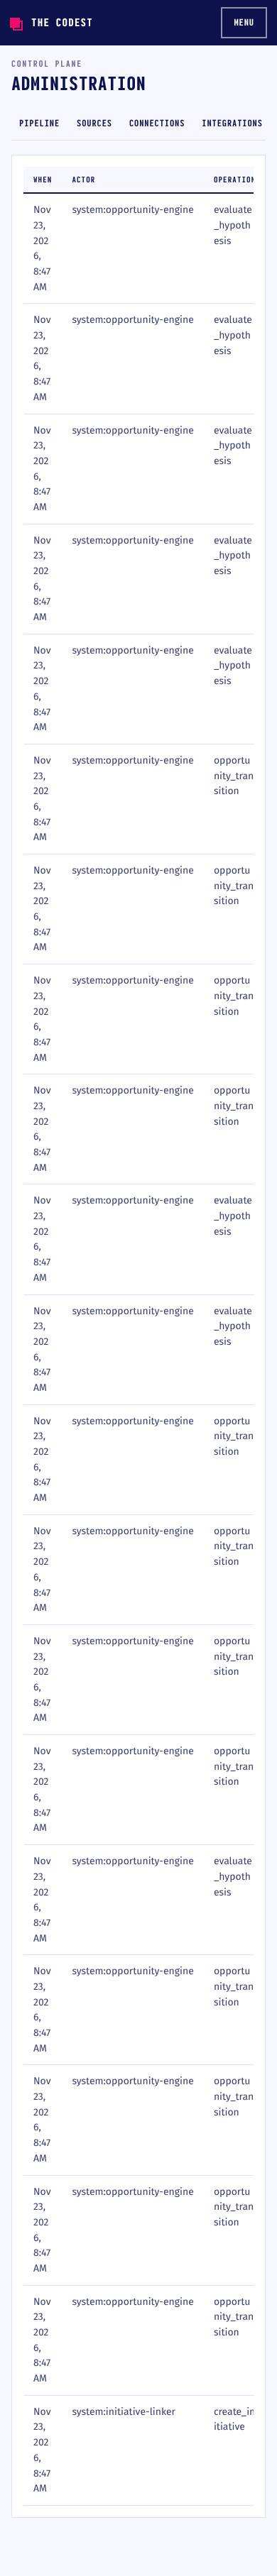 THE CODEST
MENU
CONTROL PLANE
ADMINISTRATION
PIPELINE SOURCES CONNECTIONS INTEGRATIONS
WHEN ACTOR OPERATION
Nov system:opportunity-engine evaluate
23, _hypoth
202 esis
6,
8:47
AM
Nov system:opportunity-engine evaluate
23, _hypoth
202 esis
6,
8:47
AM
Nov system:opportunity-engine evaluate
23, _hypoth
202 esis
6,
8:47
AM
Nov system:opportunity-engine evaluate
23, _hypoth
202 esis
6,
8:47
AM
Nov system:opportunity-engine evaluate
23, _hypoth
202 esis
6,
8:47
AM
Nov system:opportunity-engine opportu
23, nity_tran
202 sition
6,
8:47
AM
Nov system:opportunity-engine opportu
23, nity_tran
202 sition
6,
8:47
AM
Nov system:opportunity-engine opportu
23, nity_tran
202 sition
6,
8:47
AM
Nov system:opportunity-engine opportu
23, nity_tran
202 sition
6,
8:47
AM
Nov system:opportunity-engine evaluate
23, _hypoth
202 esis
6,
8:47
AM
Nov system:opportunity-engine evaluate
23, _hypoth
202 esis
6,
8:47
AM
Nov system:opportunity-engine opportu
23, nity_tran
202 sition
6,
8:47
AM
Nov system:opportunity-engine opportu
23, nity_tran
202 sition
6,
8:47
AM
Nov system:opportunity-engine opportu
23, nity_tran
202 sition
6,
8:47
AM
Nov system:opportunity-engine opportu
23, nity_tran
202 sition
6,
8:47
AM
Nov system:opportunity-engine evaluate
23, _hypoth
202 esis
6,
8:47
AM
Nov system:opportunity-engine opportu
23, nity_tran
202 sition
6,
8:47
AM
Nov system:opportunity-engine opportu
23, nity_tran
202 sition
6,
8:47
AM
Nov system:opportunity-engine opportu
23, nity_tran
202 sition
6,
8:47
AM
Nov system:opportunity-engine opportu
23, nity_tran
202 sition
6,
8:47
AM
Nov system:initiative-linker create_in
23, itiative
202
6,
8:47
AM